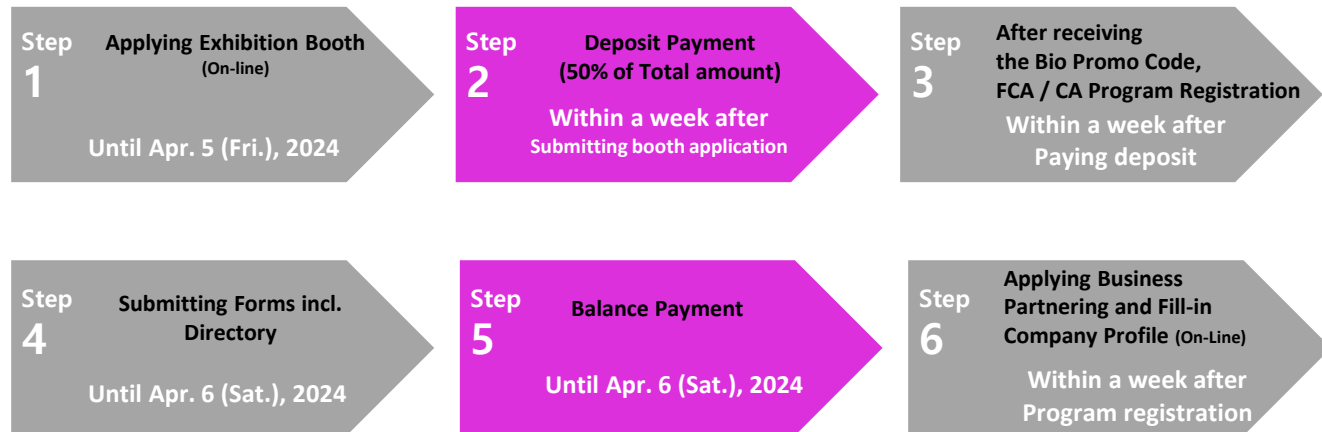 Step
1
Applying Exhibition Booth
(On-line)
Until Apr. 5 (Fri.), 2024
Step
2
Deposit Payment
(50% of Total amount)
Within a week after
Submitting booth application
Step
3
After receiving
the Bio Promo Code,
FCA / CA Program Registration
Within a week after
Paying deposit
Step
4
Submitting Forms incl.
Directory
Until Apr. 6 (Sat.), 2024
Step
5
Balance Payment
Until Apr. 6 (Sat.), 2024
Step
6
Applying Business
Partnering and Fill-in
Company Profile (On-Line)
Within a week after
Program registration